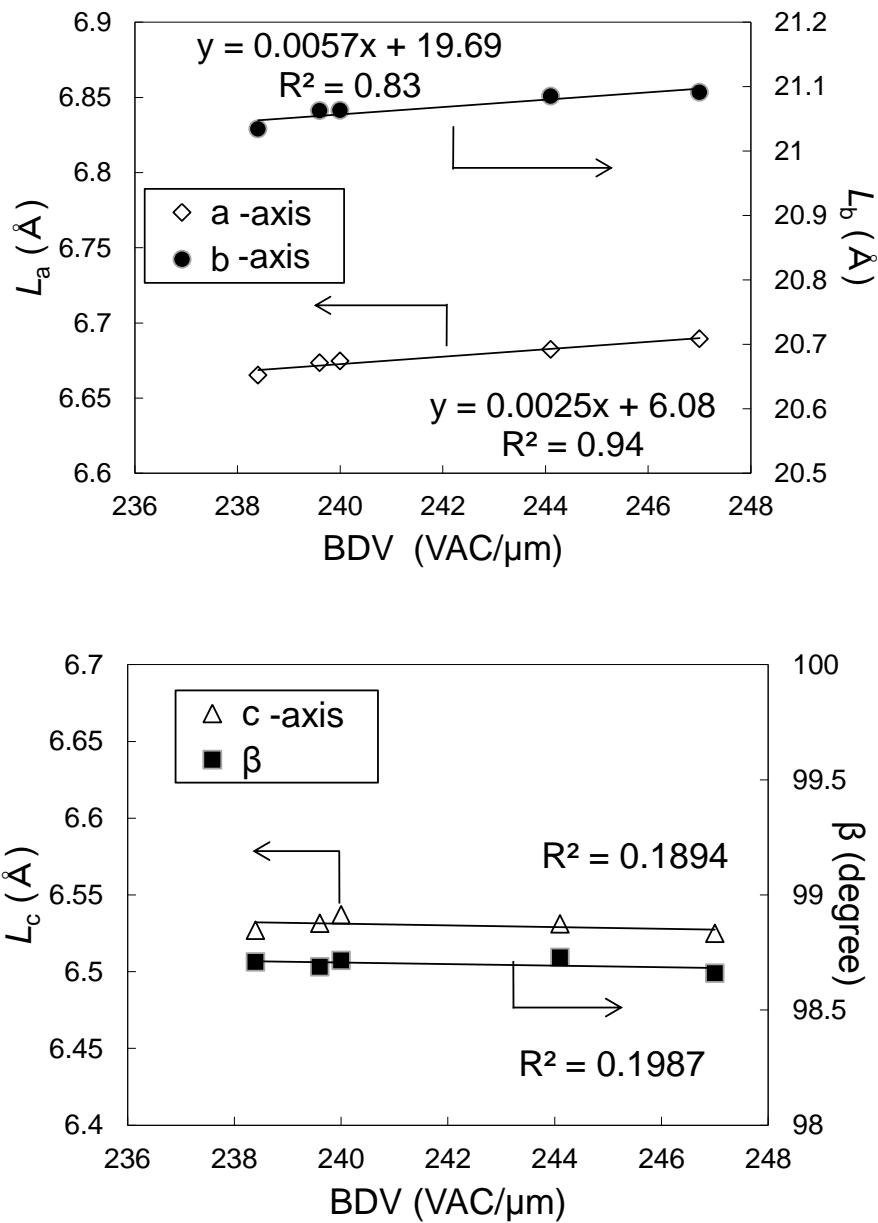 6.9
6.85
6.8
6.75
6.7
6.65
6.6
21.2
21.1
21
20.9
20.8
20.7
20.6
20.5
y = 0.0057x + 19.69
R² = 0.83
a -axis
b -axis
y = 0.0025x + 6.08
R² = 0.94
La ( Å )
Lb ( Å )
236 238 240 242 244 246 248
BDV (VAC/µm)
6.7
6.65
6.6
6.55
6.5
6.45
6.4
100
99.5
99
98.5
98
c -axis
β
R² = 0.1894
R² = 0.1987
Lc ( Å )
β (degree)
236 238 240 242 244 246 248
BDV (VAC/µm)